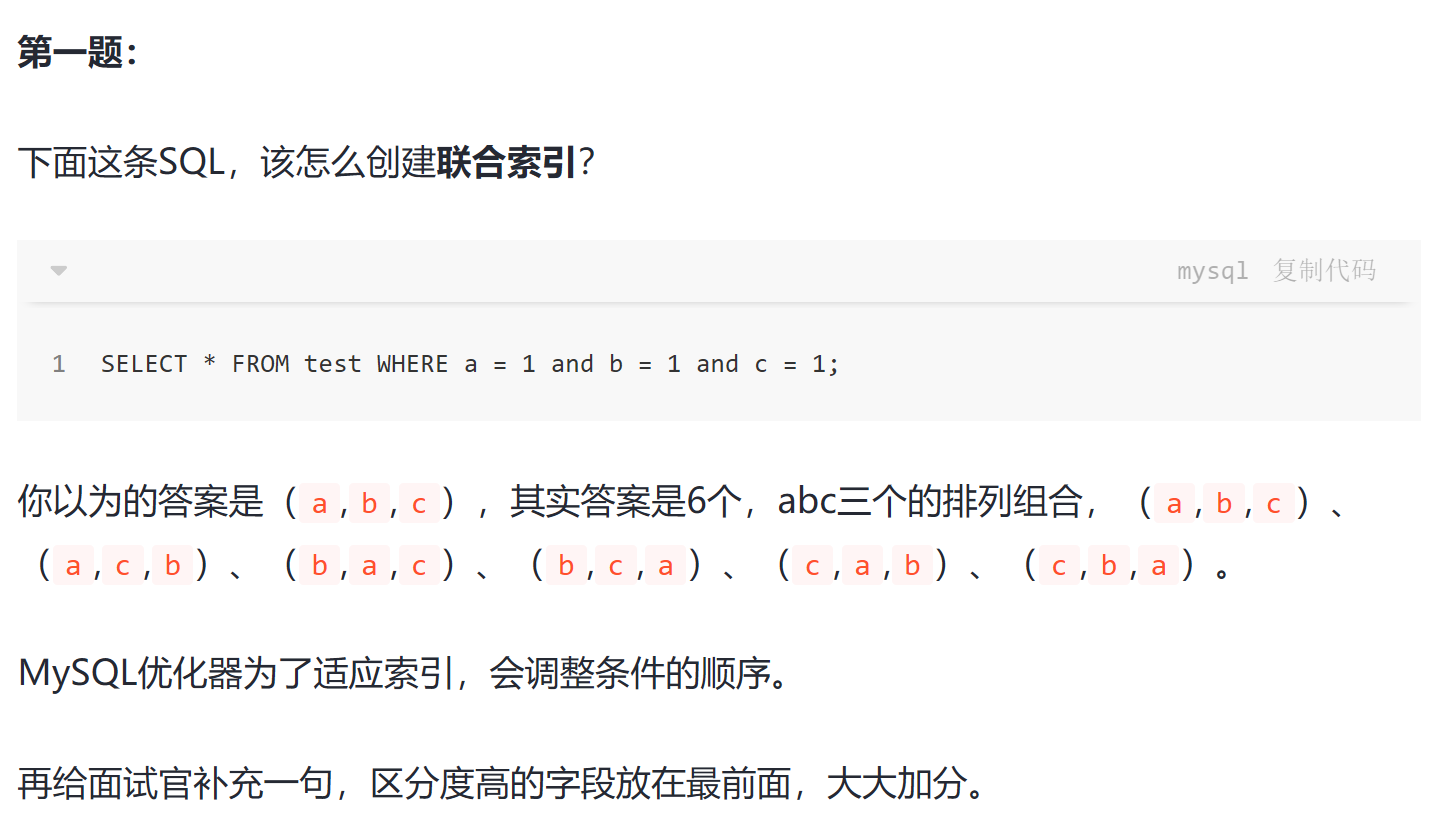 第一题：
下面这条SQL，该怎么创建联合索引？
mysql 复制代码
1 SELECT * FROM test WHERE a = 1 and b = 1 and c = 1;
你以为的答案是（a,b,c），其实答案是6个，abc三个的排列组合，（a,b,c）、
（a,c,b）、（b,a,c）、（b,c,a）、（c,a,b）、（c,b,a）。
MySQL优化器为了适应索引，会调整条件的顺序。
再给面试官补充一句，区分度高的字段放在最前面，大大加分。